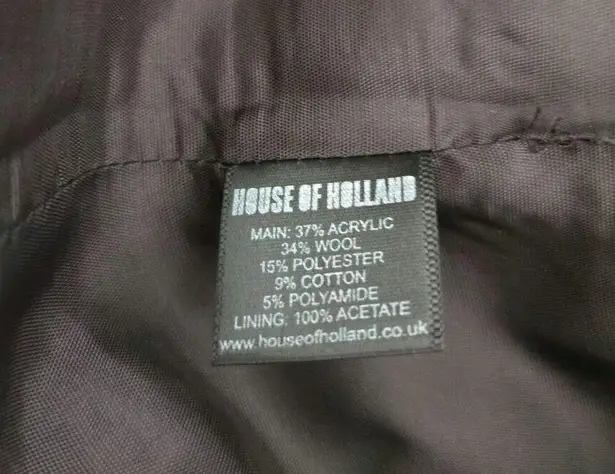 HOUSE OF HOLLAND
MAIN: 37% ACRYLIC
34% WOOL
15% POLYESTER
9% COTTON
5% POLYAMIDE
LINING: 100% ACETATE
www.houseofholland.co.uk